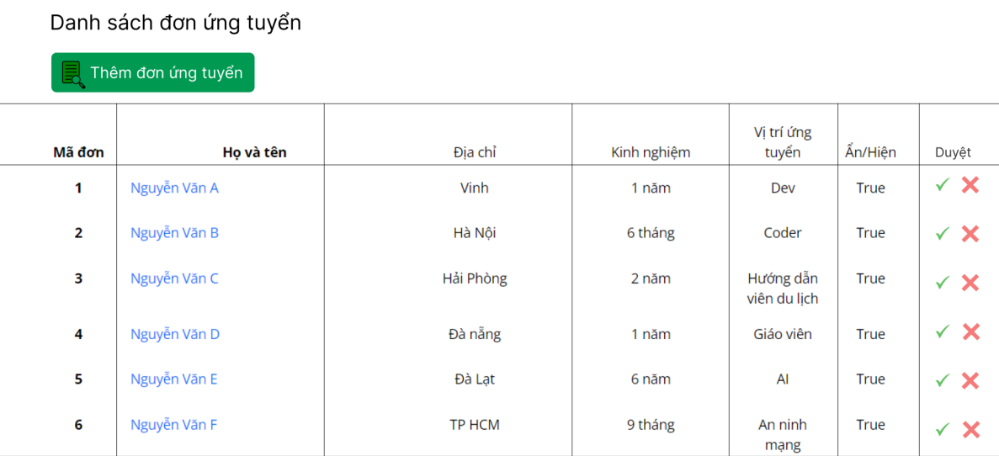 Danh sách đơn ứng tuyển
Thêm đơn ứng tuyển
Mã đơn Họ và tên Địa chỉ Kinh nghiệm Vị trí ứng tuyển Ẩn/Hiện Duyệt
1 Nguyễn Văn A Vinh 1 năm Dev True
2 Nguyễn Văn B Hà Nội 6 tháng Coder True
3 Nguyễn Văn C Hải Phòng 2 năm Hướng dẫn viên du lịch True
4 Nguyễn Văn D Đà nẵng 1 năm Giáo viên True
5 Nguyễn Văn E Đà Lạt 6 năm AI True
6 Nguyễn Văn F TP HCM 9 tháng An ninh mạng True